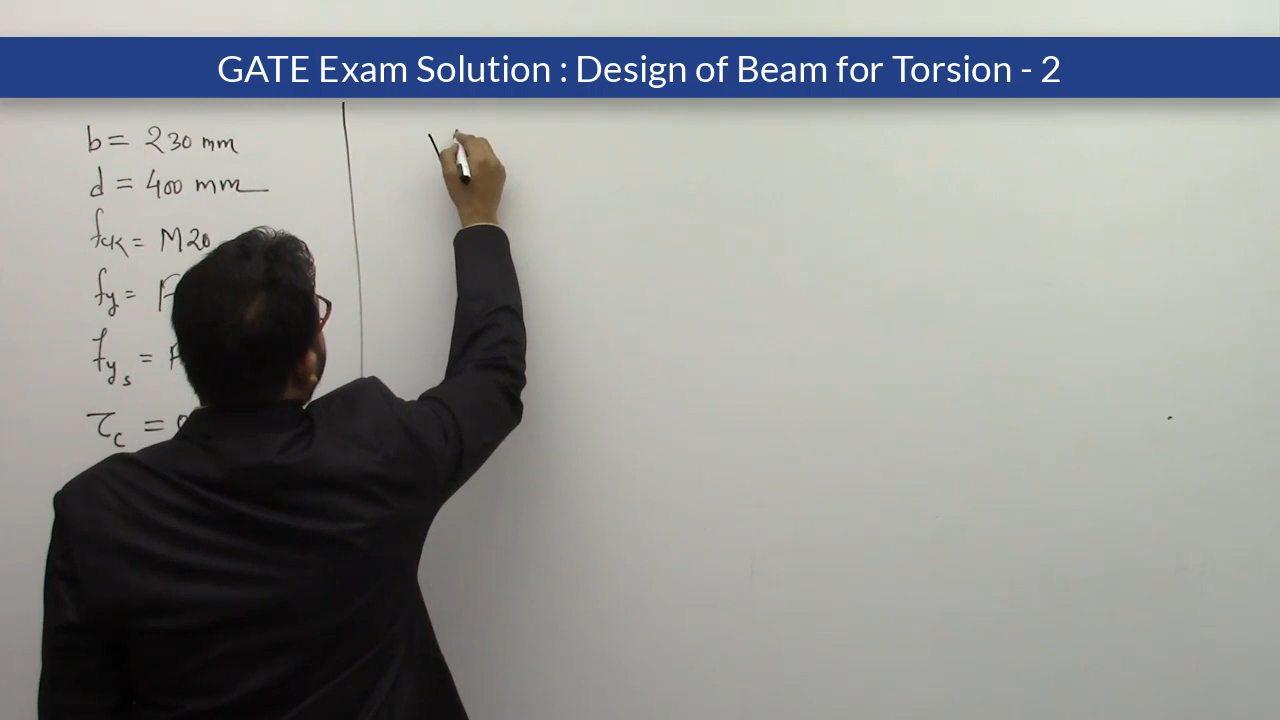 GATE Exam Solution : Design of Beam for Torsion - 2
b = 230 mm
d = 400 mm
fck = M20
fy =
fys =
τc =